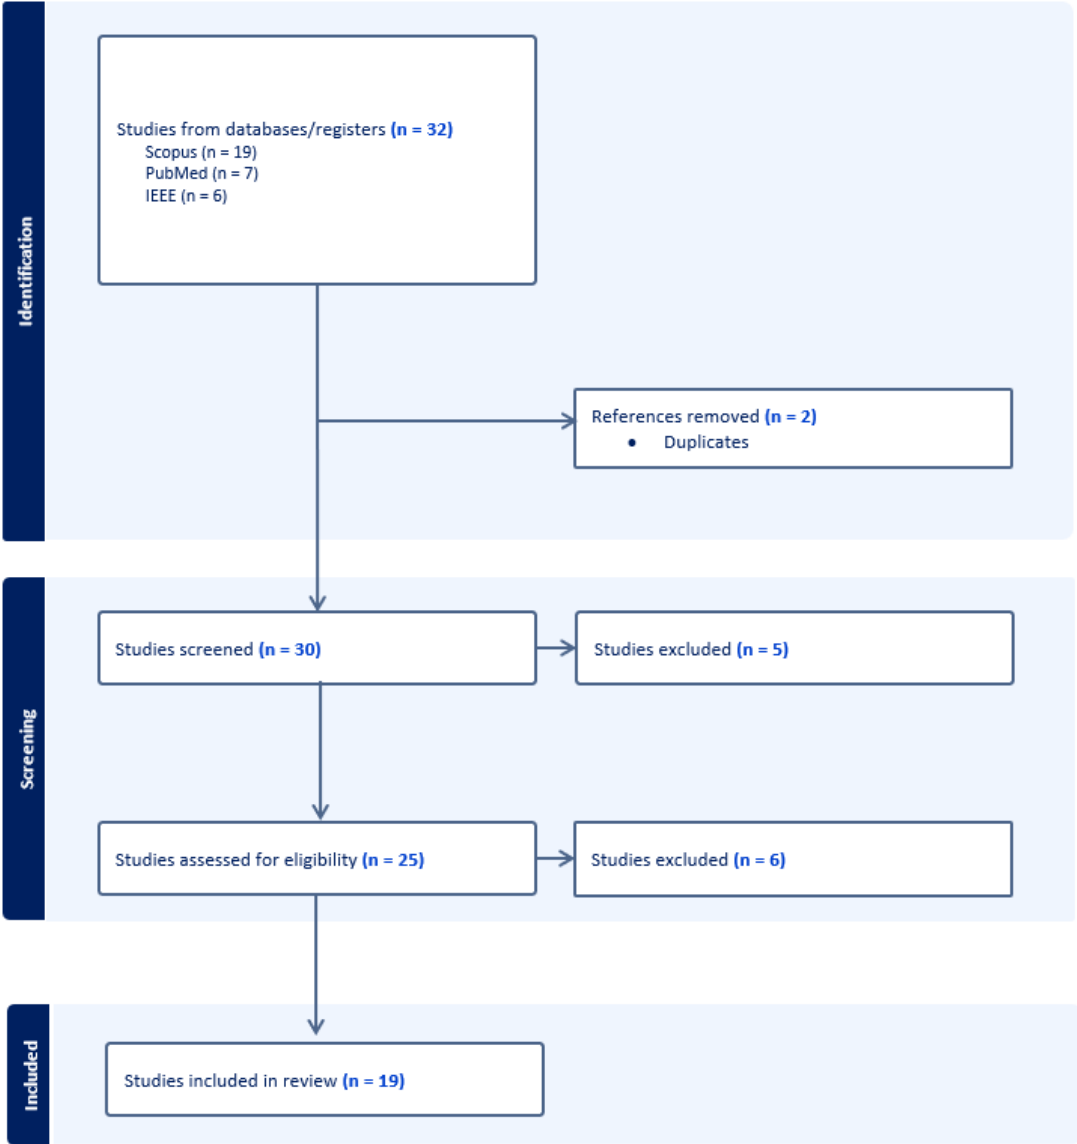 Identification
Studies from databases/registers (n = 32)
Scopus (n = 19)
PubMed (n = 7)
IEEE (n = 6)
References removed (n = 2)
● Duplicates
Screening
Studies screened (n = 30)
Studies excluded (n = 5)
Studies assessed for eligibility (n = 25)
Studies excluded (n = 6)
Included
Studies included in review (n = 19)